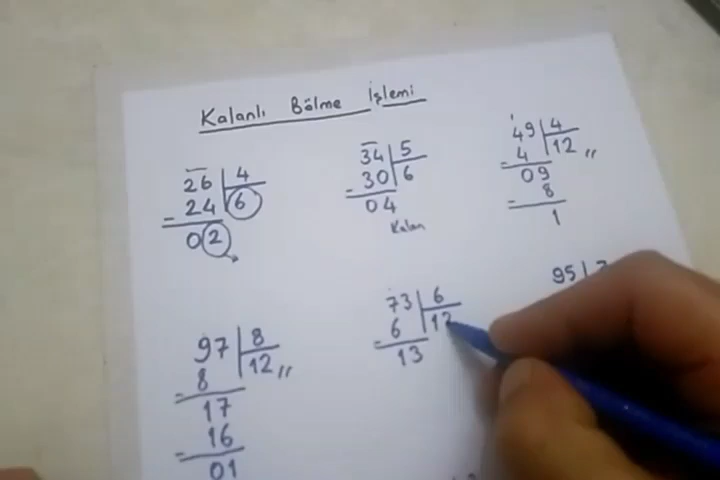 Kalanlı Bölme İşlemi
26 | 4
- 24 | 6
02
34 | 5
- 30 | 6
04
Kalan
49 | 4
- 4 | 12 //
09
- 8
1
97 | 8
- 8 | 12 //
17
- 16
01
73 | 6
- 6 | 12
13
95 |